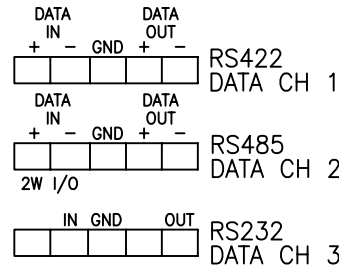 DATA IN DATA OUT
+ − GND + −
RS422
DATA CH 1
DATA IN DATA OUT
+ − GND + −
RS485
DATA CH 2
2W I/O
IN GND OUT
RS232
DATA CH 3